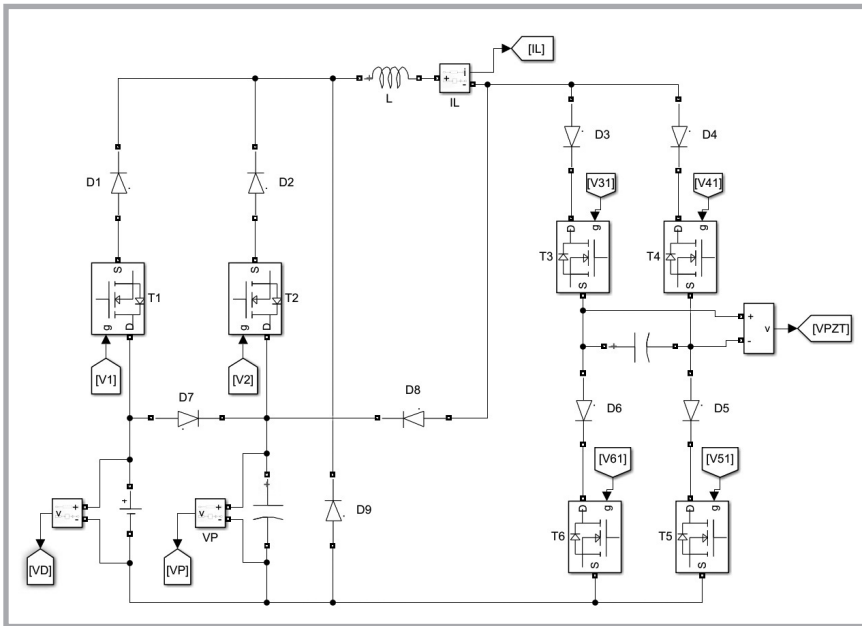 [IL]
i
+
-
L
IL
D3
D4
D1
D2
[V31]
[V41]
D
g
D
g
S
S
T3
T4
T1
T2
S
S
g
D
g
D
+
-
v
[VPZT]
+
[V1]
[V2]
D7
D8
D6
D5
[V61]
[V51]
+
-
v
+
+
-
v
+
VP
D9
D
g
D
g
T6
T5
S
S
[VD]
[VP]